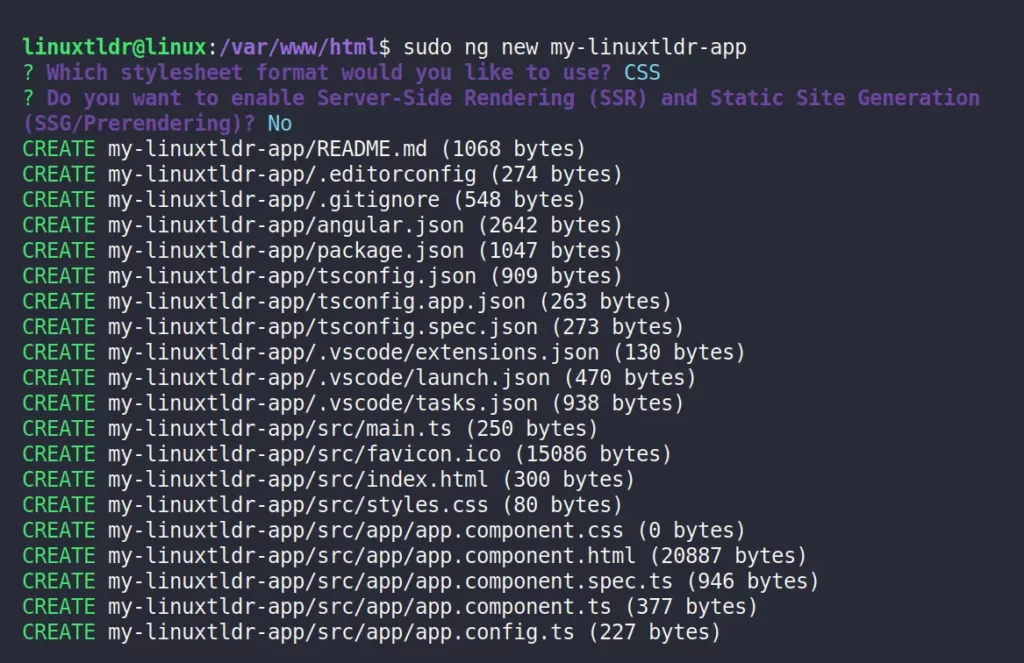 linuxtldr@linux:/var/www/html$ sudo ng new my-linuxtldr-app
? Which stylesheet format would you like to use? CSS
? Do you want to enable Server-Side Rendering (SSR) and Static Site Generation
(SSG/Prerendering)? No
CREATE my-linuxtldr-app/README.md (1068 bytes)
CREATE my-linuxtldr-app/.editorconfig (274 bytes)
CREATE my-linuxtldr-app/.gitignore (548 bytes)
CREATE my-linuxtldr-app/angular.json (2642 bytes)
CREATE my-linuxtldr-app/package.json (1047 bytes)
CREATE my-linuxtldr-app/tsconfig.json (909 bytes)
CREATE my-linuxtldr-app/tsconfig.app.json (263 bytes)
CREATE my-linuxtldr-app/tsconfig.spec.json (273 bytes)
CREATE my-linuxtldr-app/.vscode/extensions.json (130 bytes)
CREATE my-linuxtldr-app/.vscode/launch.json (470 bytes)
CREATE my-linuxtldr-app/.vscode/tasks.json (938 bytes)
CREATE my-linuxtldr-app/src/main.ts (250 bytes)
CREATE my-linuxtldr-app/src/favicon.ico (15086 bytes)
CREATE my-linuxtldr-app/src/index.html (300 bytes)
CREATE my-linuxtldr-app/src/styles.css (80 bytes)
CREATE my-linuxtldr-app/src/app/app.component.css (0 bytes)
CREATE my-linuxtldr-app/src/app/app.component.html (20887 bytes)
CREATE my-linuxtldr-app/src/app/app.component.spec.ts (946 bytes)
CREATE my-linuxtldr-app/src/app/app.component.ts (377 bytes)
CREATE my-linuxtldr-app/src/app/app.config.ts (227 bytes)